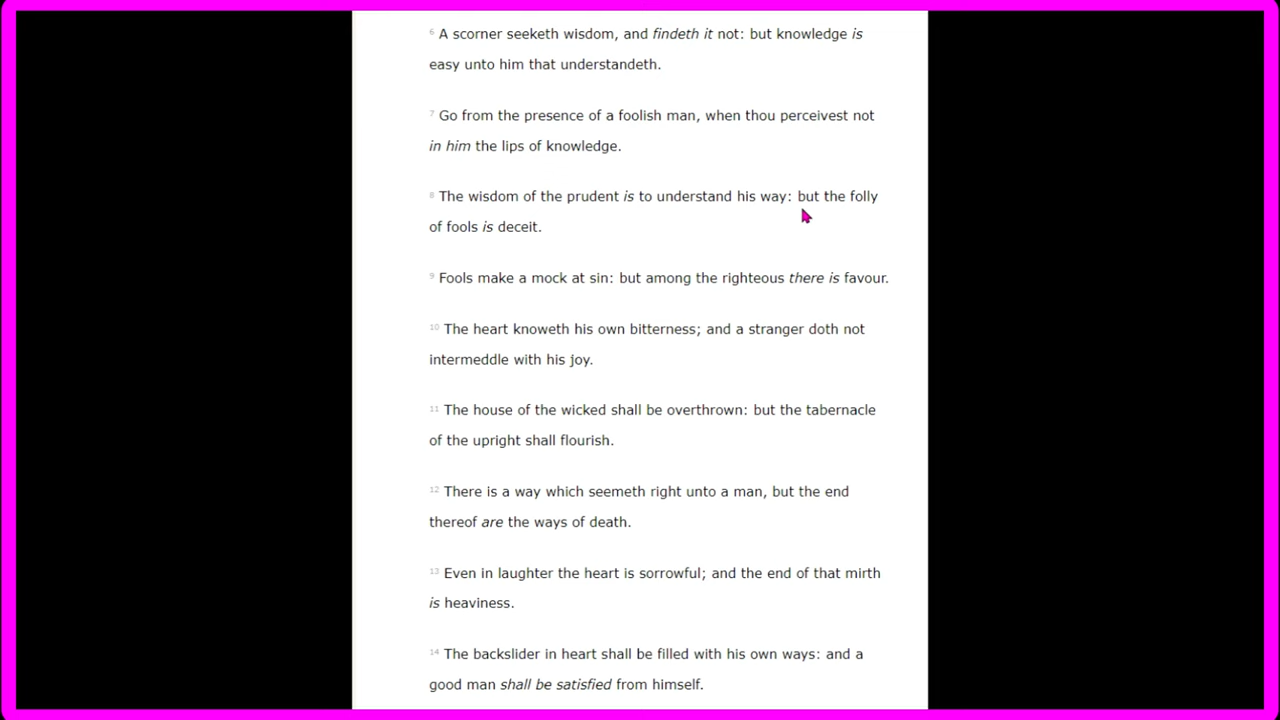 6 A scorner seeketh wisdom, and findeth it not: but knowledge is
easy unto him that understandeth.
7 Go from the presence of a foolish man, when thou perceivest not
in him the lips of knowledge.
8 The wisdom of the prudent is to understand his way: but the folly
of fools is deceit.
9 Fools make a mock at sin: but among the righteous there is favour.
10 The heart knoweth his own bitterness; and a stranger doth not
intermeddle with his joy.
11 The house of the wicked shall be overthrown: but the tabernacle
of the upright shall flourish.
12 There is a way which seemeth right unto a man, but the end
thereof are the ways of death.
13 Even in laughter the heart is sorrowful; and the end of that mirth
is heaviness.
14 The backslider in heart shall be filled with his own ways: and a
good man shall be satisfied from himself.